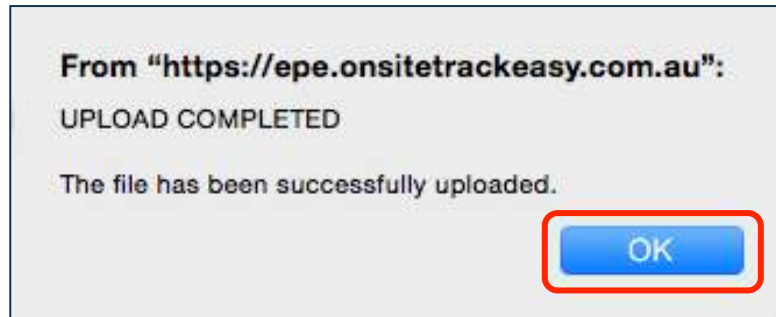 From “https://epe.onsitetrackeasy.com.au”:
UPLOAD COMPLETED
The file has been successfully uploaded.
OK